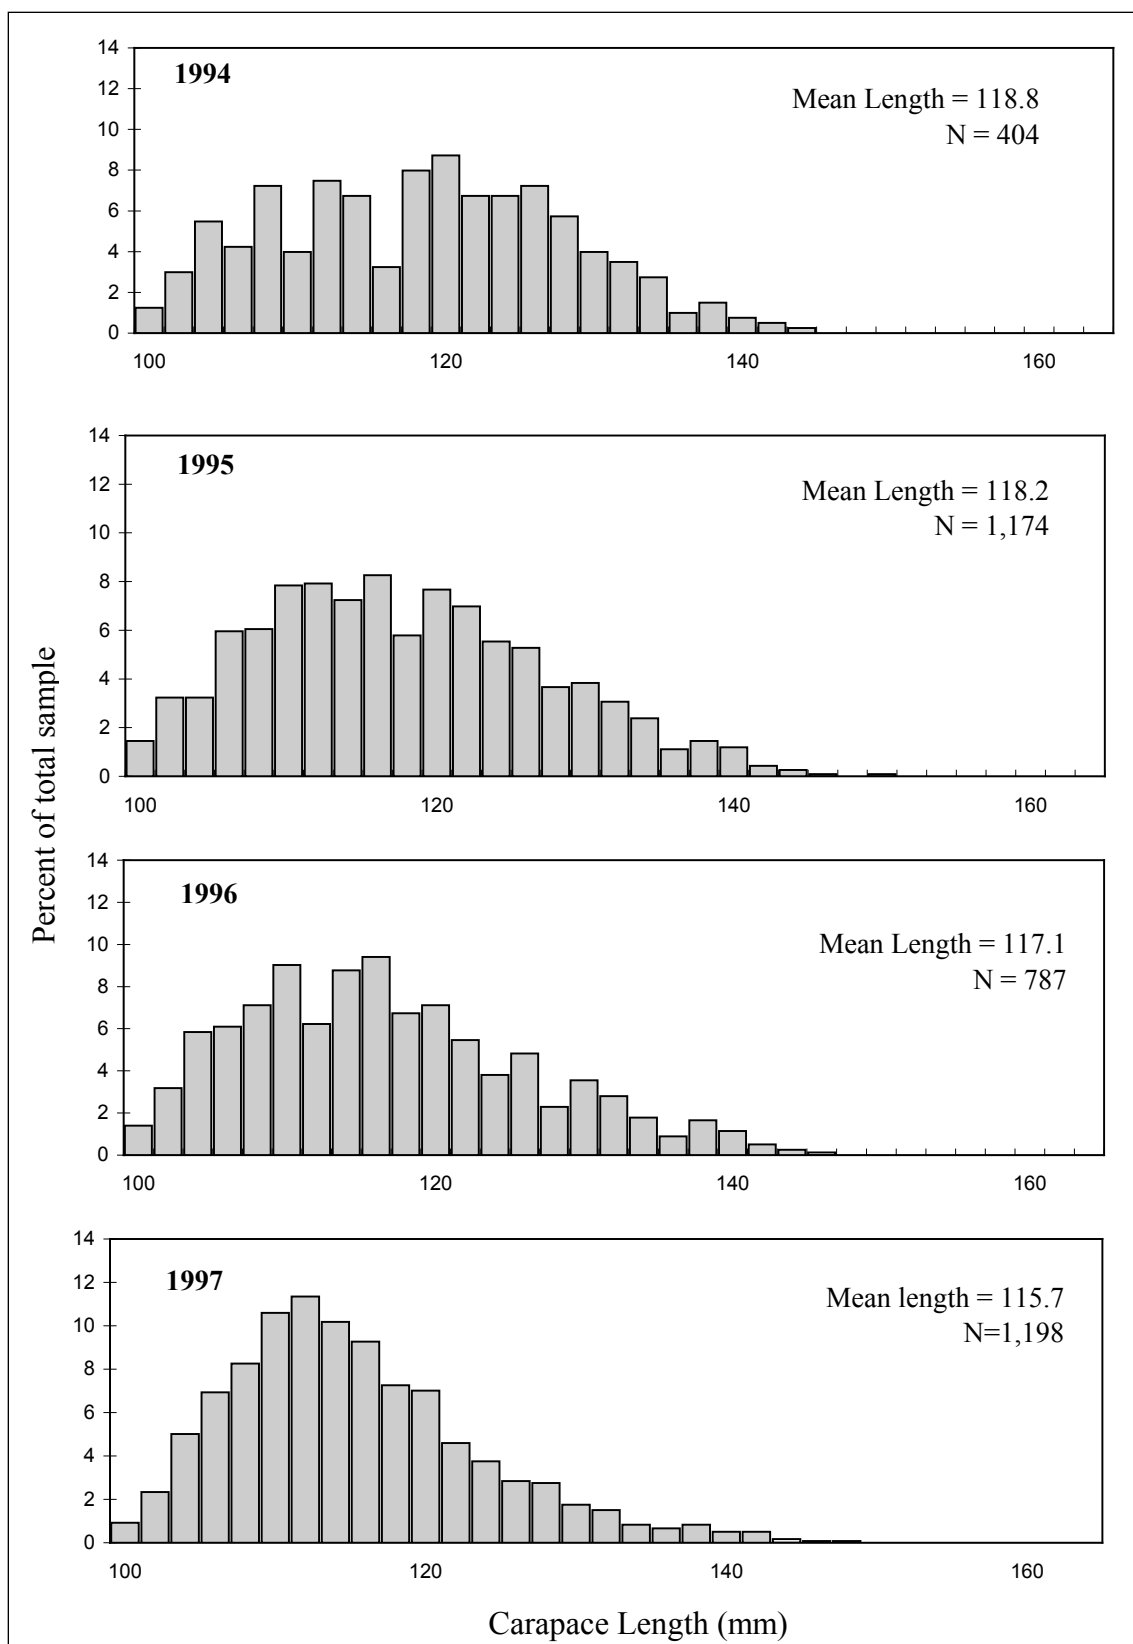 14
1994
12
Mean Length = 118.8
10
N = 404
8
6
4
2
0
100 120 140 160
14
1995
12
Mean Length = 118.2
10
N = 1,174
8
6
4
2
0
100 120 140 160
14
1996
12
Mean Length = 117.1
10
N = 787
8
6
4
2
0
100 120 140 160
14
1997
12
Mean length = 115.7
10
N=1,198
8
6
4
2
0
100 120 140 160
Percent of total sample
Carapace Length (mm)